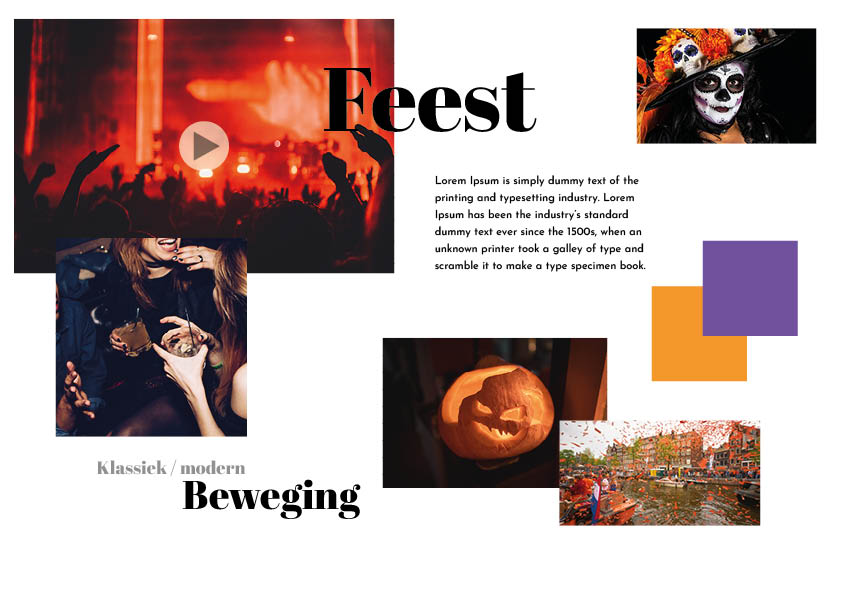 Feest
Lorem Ipsum is simply dummy text of the
printing and typesetting industry. Lorem
Ipsum has been the industry's standard
dummy text ever since the 1500s, when an
unknown printer took a galley of type and
scramble it to make a type specimen book.
Klassiek / modern
Beweging